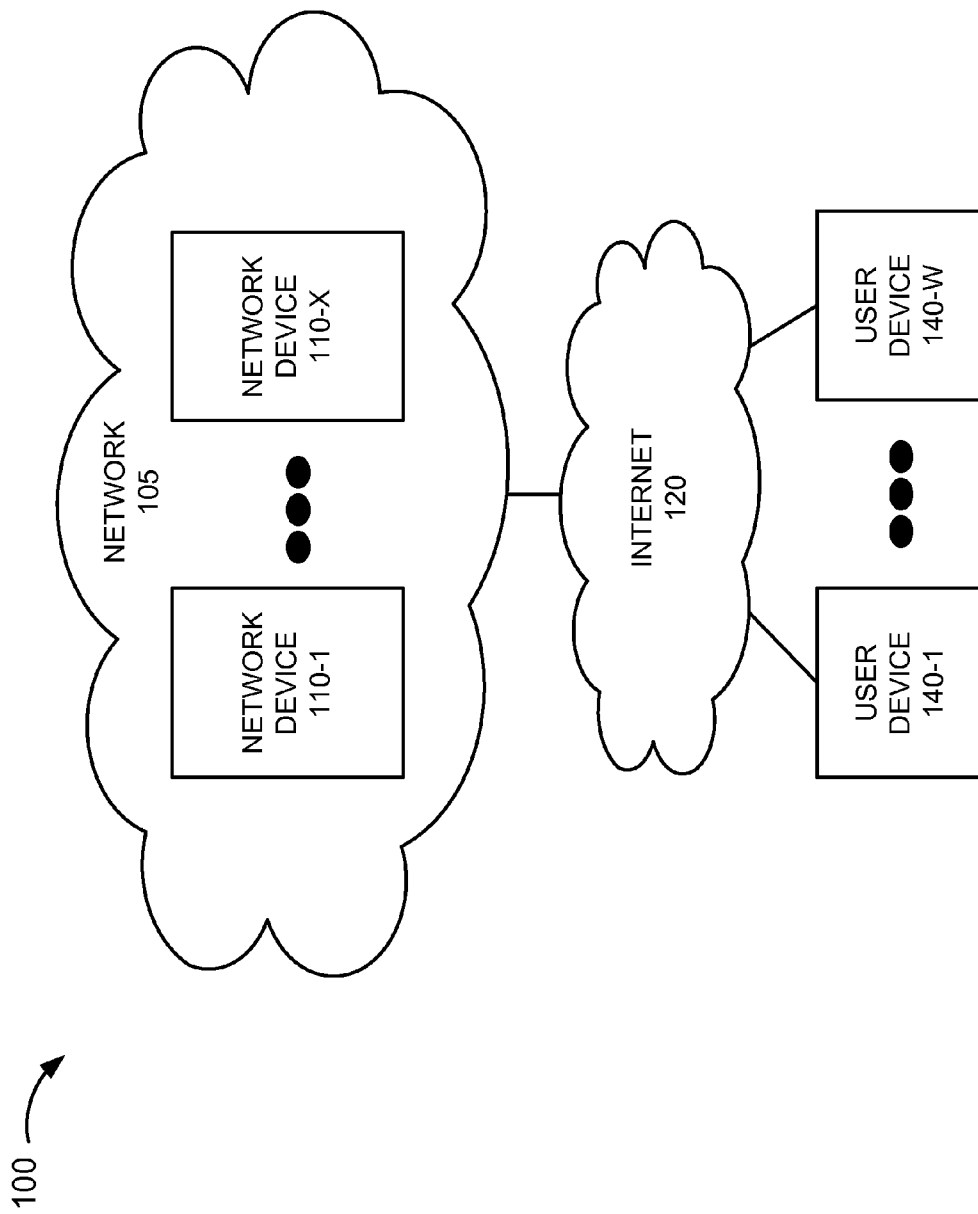 100
NETWORK
105
NETWORK
DEVICE
110-1
NETWORK
DEVICE
110-X
INTERNET
120
USER
DEVICE
140-1
USER
DEVICE
140-W